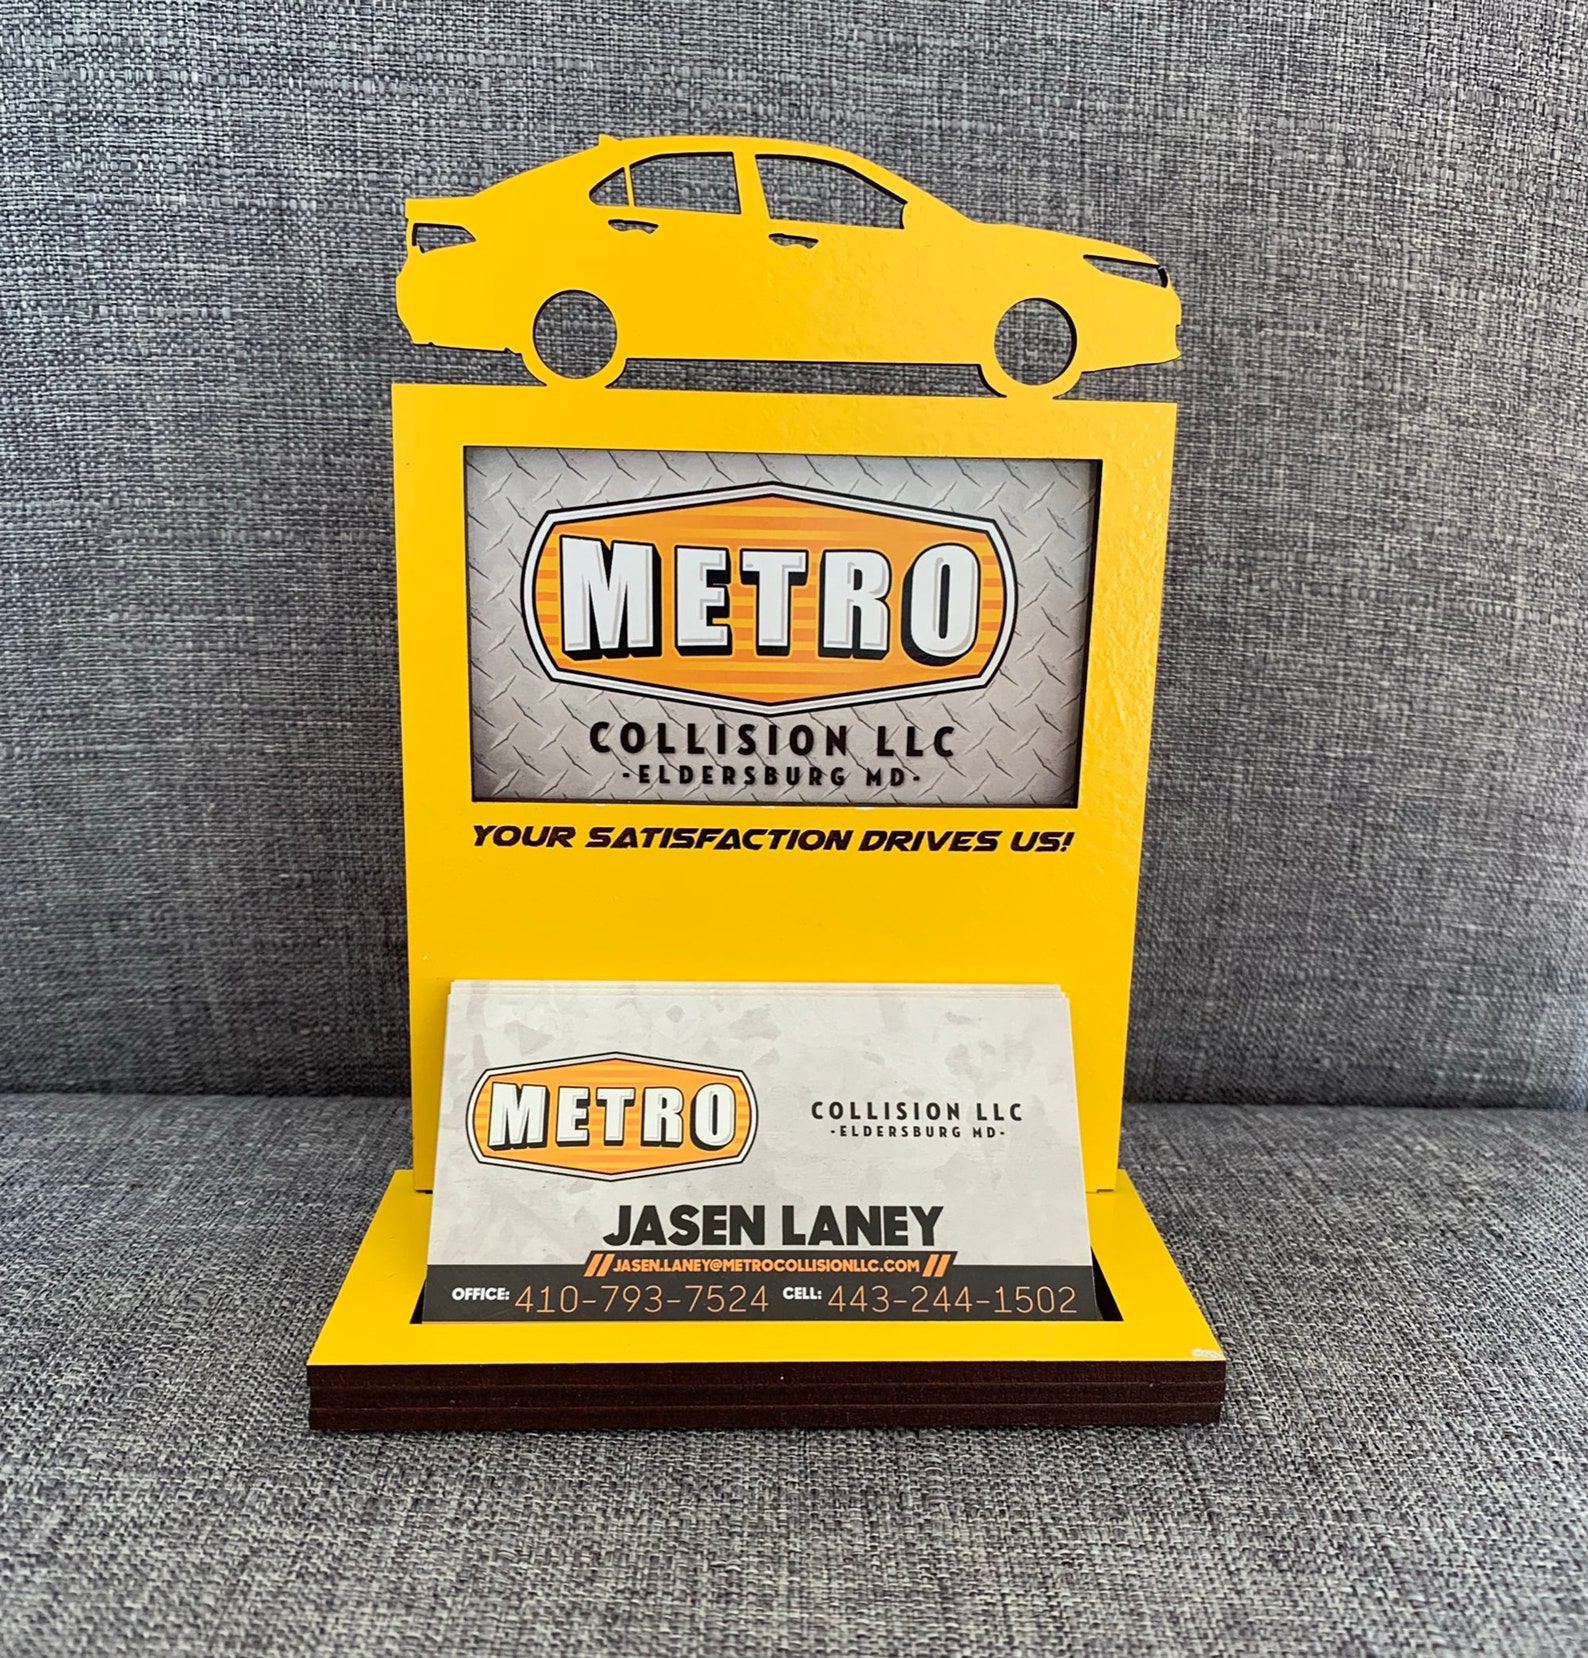 METRO
COLLISION LLC
-ELDERSBURG MD-
YOUR SATISFACTION DRIVES US!
METRO
COLLISION LLC
-ELDERSBURG MD-
JASEN LANEY
//JASEN.LANEY@METROCOLLISIONLLC.COM//
OFFICE: 410-793-7524 CELL: 443-244-1502